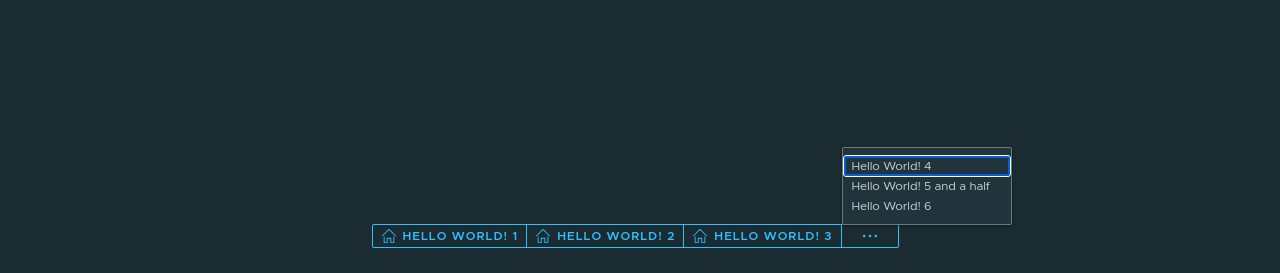 Hello World! 4
Hello World! 5 and a half
Hello World! 6
HELLO WORLD! 1 HELLO WORLD! 2 HELLO WORLD! 3 ...